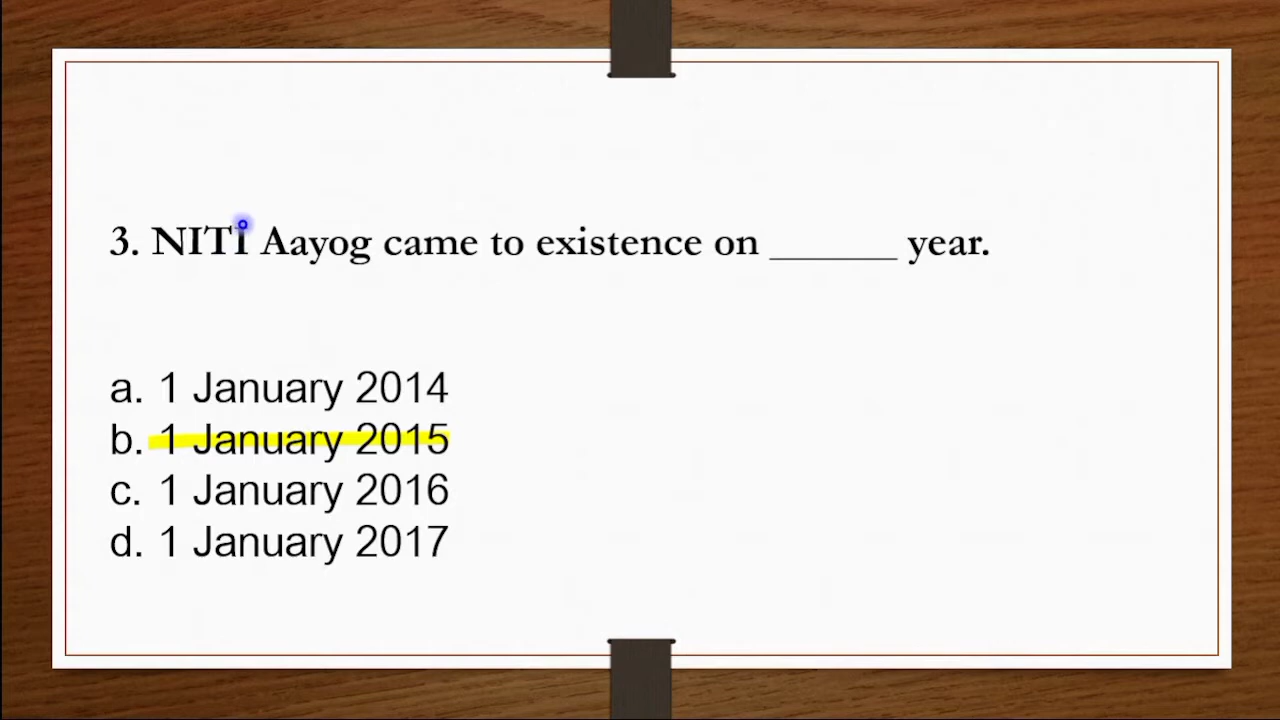 3. NITI Aayog came to existence on ______ year.
a. 1 January 2014
b. 1 January 2015
c. 1 January 2016
d. 1 January 2017